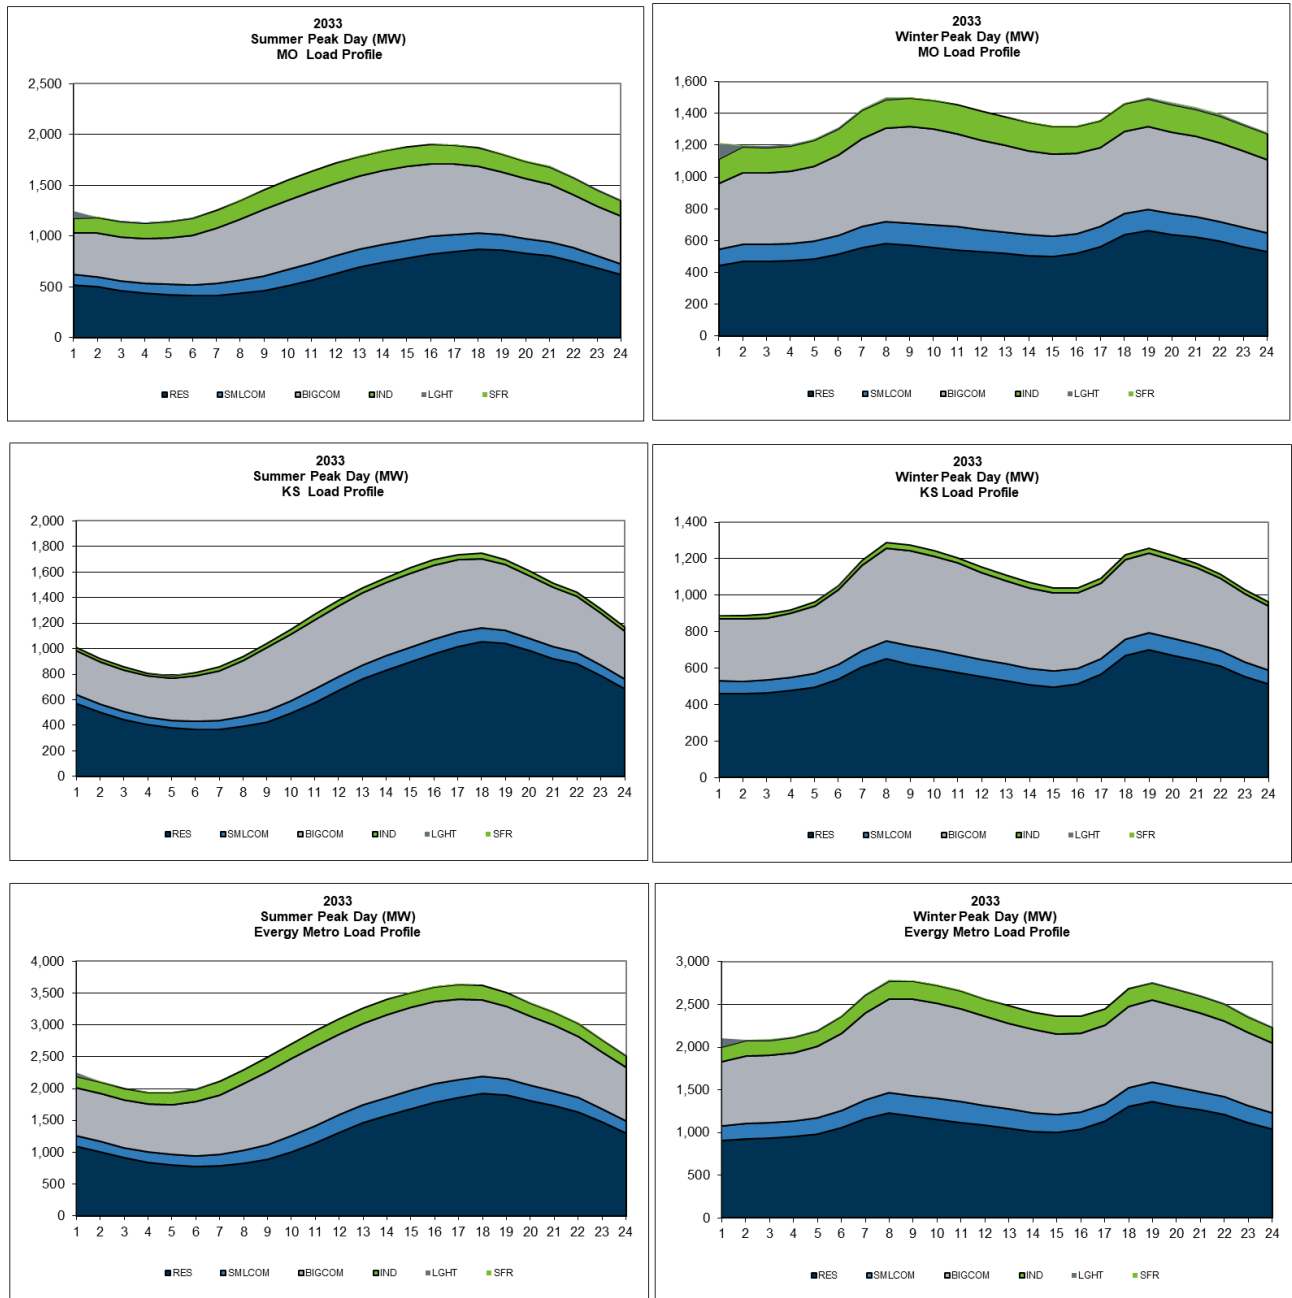 2033
Summer Peak Day (MW)
MO Load Profile
2,500
2,000
1,500
1,000
500
0
1 2 3 4 5 6 7 8 9 10 11 12 13 14 15 16 17 18 19 20 21 22 23 24
RES SMLCOM BIGCOM IND LGHT SFR
2033
Winter Peak Day (MW)
MO Load Profile
1,600
1,400
1,200
1,000
800
600
400
200
0
1 2 3 4 5 6 7 8 9 10 11 12 13 14 15 16 17 18 19 20 21 22 23 24
RES SMLCOM BIGCOM IND LGHT SFR
2033
Summer Peak Day (MW)
KS Load Profile
2,000
1,800
1,600
1,400
1,200
1,000
800
600
400
200
0
1 2 3 4 5 6 7 8 9 10 11 12 13 14 15 16 17 18 19 20 21 22 23 24
RES SMLCOM BIGCOM IND LGHT SFR
2033
Winter Peak Day (MW)
KS Load Profile
1,400
1,200
1,000
800
600
400
200
0
1 2 3 4 5 6 7 8 9 10 11 12 13 14 15 16 17 18 19 20 21 22 23 24
RES SMLCOM BIGCOM IND LGHT SFR
2033
Summer Peak Day (MW)
Evergy Metro Load Profile
4,000
3,500
3,000
2,500
2,000
1,500
1,000
500
0
1 2 3 4 5 6 7 8 9 10 11 12 13 14 15 16 17 18 19 20 21 22 23 24
RES SMLCOM BIGCOM IND LGHT SFR
2033
Winter Peak Day (MW)
Evergy Metro Load Profile
3,000
2,500
2,000
1,500
1,000
500
0
1 2 3 4 5 6 7 8 9 10 11 12 13 14 15 16 17 18 19 20 21 22 23 24
RES SMLCOM BIGCOM IND LGHT SFR